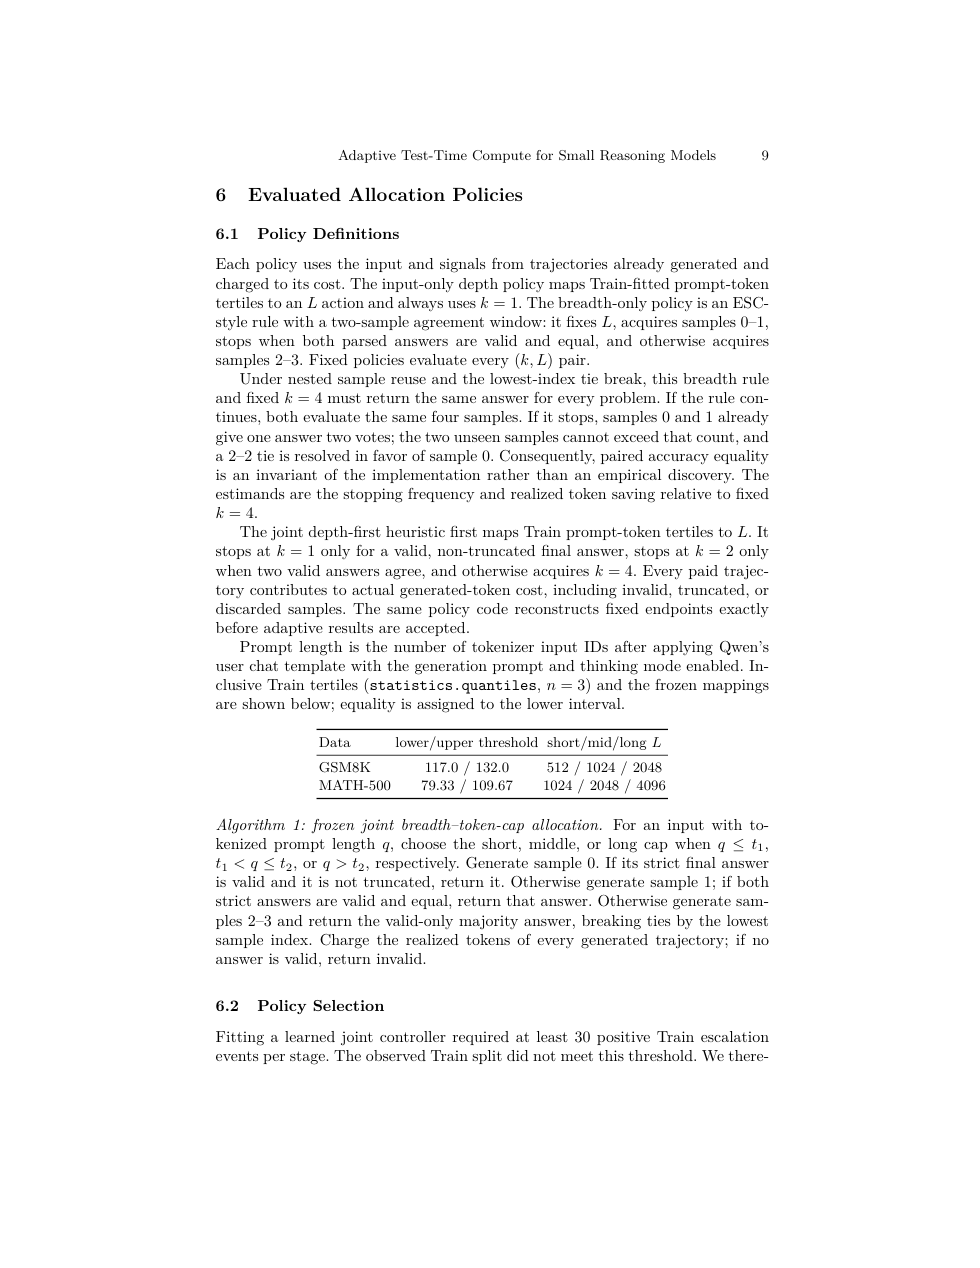 Adaptive Test-Time Compute for Small Reasoning Models 9
6 Evaluated Allocation Policies
6.1 Policy Definitions
Each policy uses the input and signals from trajectories already generated and
charged to its cost. The input-only depth policy maps Train-fitted prompt-token
tertiles to an L action and always uses k = 1. The breadth-only policy is an ESC-
style rule with a two-sample agreement window: it fixes L, acquires samples 0–1,
stops when both parsed answers are valid and equal, and otherwise acquires
samples 2–3. Fixed policies evaluate every (k, L) pair.
Under nested sample reuse and the lowest-index tie break, this breadth rule
and fixed k = 4 must return the same answer for every problem. If the rule con-
tinues, both evaluate the same four samples. If it stops, samples 0 and 1 already
give one answer two votes; the two unseen samples cannot exceed that count, and
a 2–2 tie is resolved in favor of sample 0. Consequently, paired accuracy equality
is an invariant of the implementation rather than an empirical discovery. The
estimands are the stopping frequency and realized token saving relative to fixed
k = 4.
The joint depth-first heuristic first maps Train prompt-token tertiles to L. It
stops at k = 1 only for a valid, non-truncated final answer, stops at k = 2 only
when two valid answers agree, and otherwise acquires k = 4. Every paid trajec-
tory contributes to actual generated-token cost, including invalid, truncated, or
discarded samples. The same policy code reconstructs fixed endpoints exactly
before adaptive results are accepted.
Prompt length is the number of tokenizer input IDs after applying Qwen's
user chat template with the generation prompt and thinking mode enabled. In-
clusive Train tertiles (statistics.quantiles, n = 3) and the frozen mappings
are shown below; equality is assigned to the lower interval.
Data lower/upper threshold short/mid/long L
GSM8K 117.0 / 132.0 512 / 1024 / 2048
MATH-500 79.33 / 109.67 1024 / 2048 / 4096
Algorithm 1: frozen joint breadth–token-cap allocation. For an input with to-
kenized prompt length q, choose the short, middle, or long cap when q ≤ t₁,
t₁ < q ≤ t₂, or q > t₂, respectively. Generate sample 0. If its strict final answer
is valid and it is not truncated, return it. Otherwise generate sample 1; if both
strict answers are valid and equal, return that answer. Otherwise generate sam-
ples 2–3 and return the valid-only majority answer, breaking ties by the lowest
sample index. Charge the realized tokens of every generated trajectory; if no
answer is valid, return invalid.
6.2 Policy Selection
Fitting a learned joint controller required at least 30 positive Train escalation
events per stage. The observed Train split did not meet this threshold. We there-